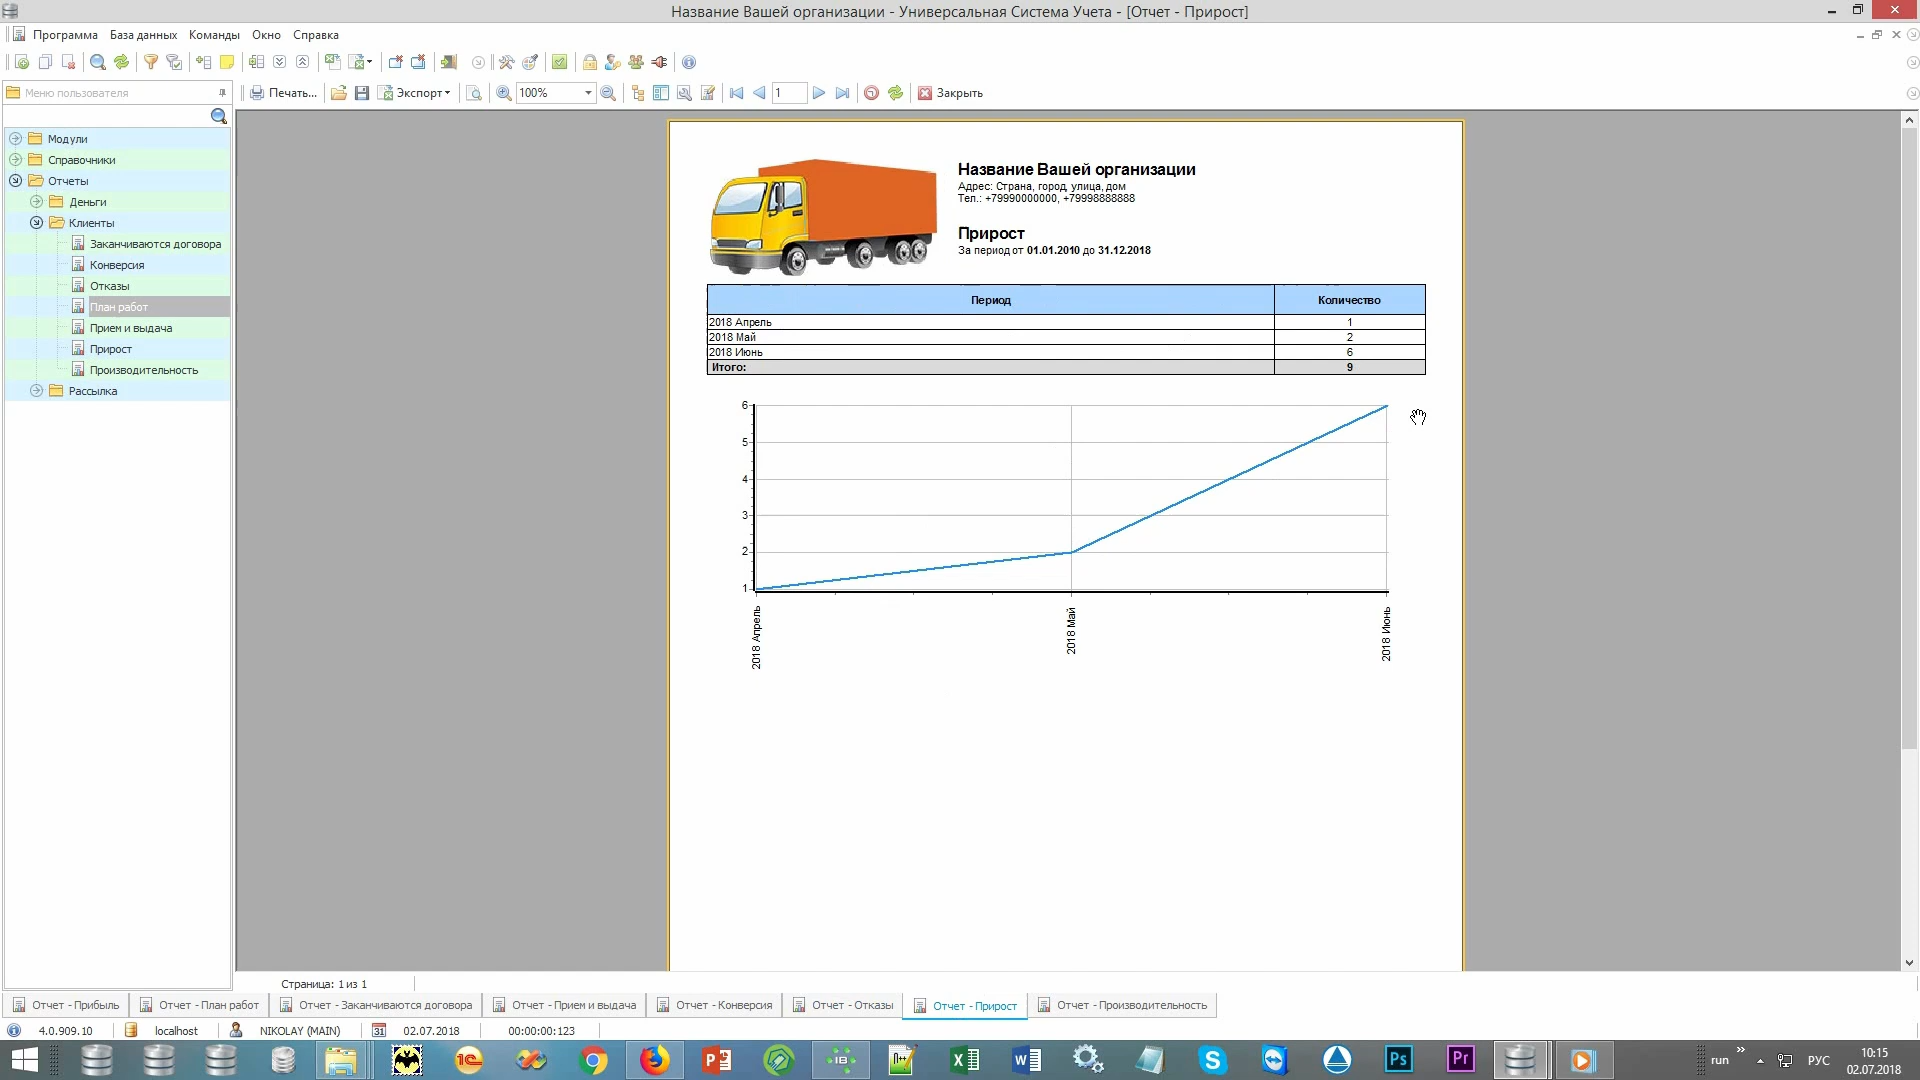 Название Вашей организации - Универсальная Система Учета - [Отчет - Прирост]
Программа База данных Команды Окно Справка
Меню пользователя
Печать... Экспорт 100% 1 Закрыть
Модули
Справочники
Отчеты
Деньги
Клиенты
Заканчиваются договора
Конверсия
Отказы
План работ
Прием и выдача
Прирост
Производительность
Рассылка
Название Вашей организации
Адрес: Страна, город, улица, дом
Тел.: +79990000000, +79998888888
Прирост
За период от 01.01.2010 до 31.12.2018
Период Количество
2018 Апрель 1
2018 Май 2
2018 Июнь 6
Итого: 9
6
5
4
3
2
1
2018 Апрель 2018 Май 2018 Июнь
Страница: 1 из 1
Отчет - Прибыль Отчет - План работ Отчет - Заканчиваются договора Отчет - Прием и выдача Отчет - Конверсия Отчет - Отказы Отчет - Прирост Отчет - Производительность
4.0.909.10 localhost NIKOLAY (MAIN) 31 02.07.2018 00:00:00:123
run РУС 10:15
02.07.2018